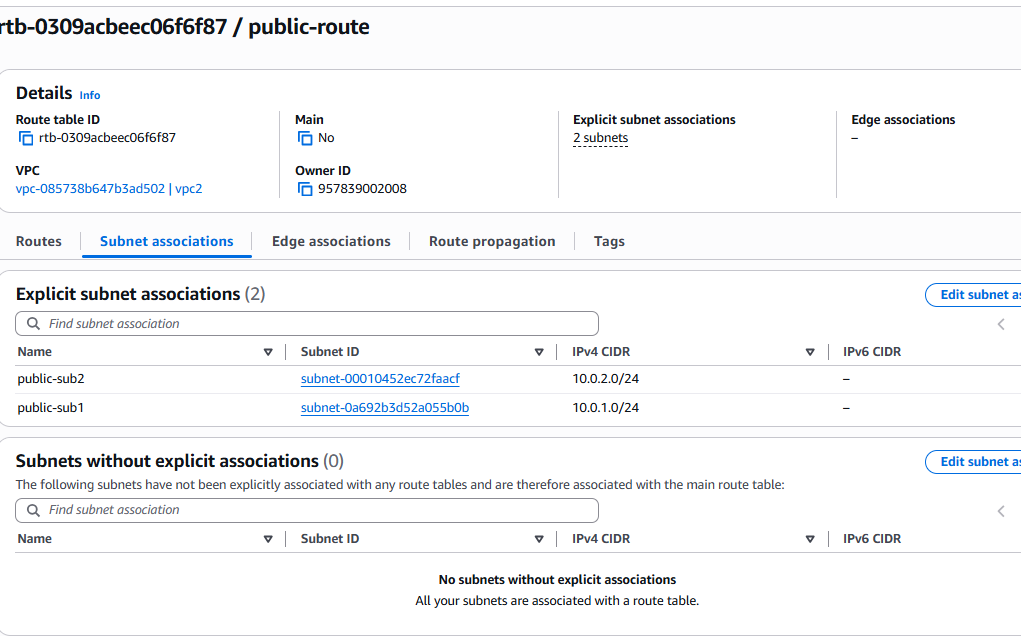 rtb-0309acbeec06f6f87 / public-route
Details Info
Route table ID
rtb-0309acbeec06f6f87
Main
No
Explicit subnet associations
2 subnets
Edge associations
–
VPC
vpc-085738b647b3ad502 | vpc2
Owner ID
957839002008
Routes Subnet associations Edge associations Route propagation Tags
Explicit subnet associations (2)
Edit subnet as
Find subnet association
Name Subnet ID IPv4 CIDR IPv6 CIDR
public-sub2 subnet-00010452ec72faacf 10.0.2.0/24 –
public-sub1 subnet-0a692b3d52a055b0b 10.0.1.0/24 –
Subnets without explicit associations (0)
Edit subnet as
The following subnets have not been explicitly associated with any route tables and are therefore associated with the main route table:
Find subnet association
Name Subnet ID IPv4 CIDR IPv6 CIDR
No subnets without explicit associations
All your subnets are associated with a route table.